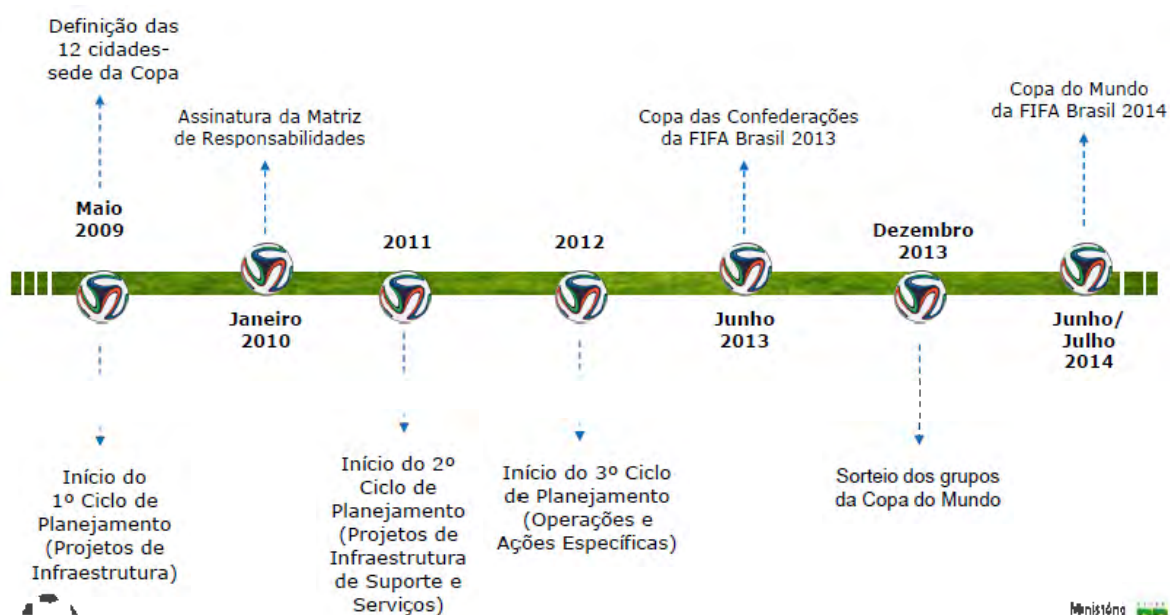 Definição das
12 cidades-
sede da Copa
Assinatura da Matriz
de Responsabilidades
Copa das Confederações
da FIFA Brasil 2013
Copa do Mundo
da FIFA Brasil 2014
Maio
2009
2011
2012
Dezembro
2013
Janeiro
2010
Junho
2013
Junho/
Julho
2014
Início do
1º Ciclo de
Planejamento
(Projetos de
Infraestrutura)
Início do 2º
Ciclo de
Planejamento
(Projetos de
Infraestrutura
de Suporte e
Serviços)
Início do 3º Ciclo
de Planejamento
(Operações e
Ações Específicas)
Sorteio dos grupos
da Copa do Mundo